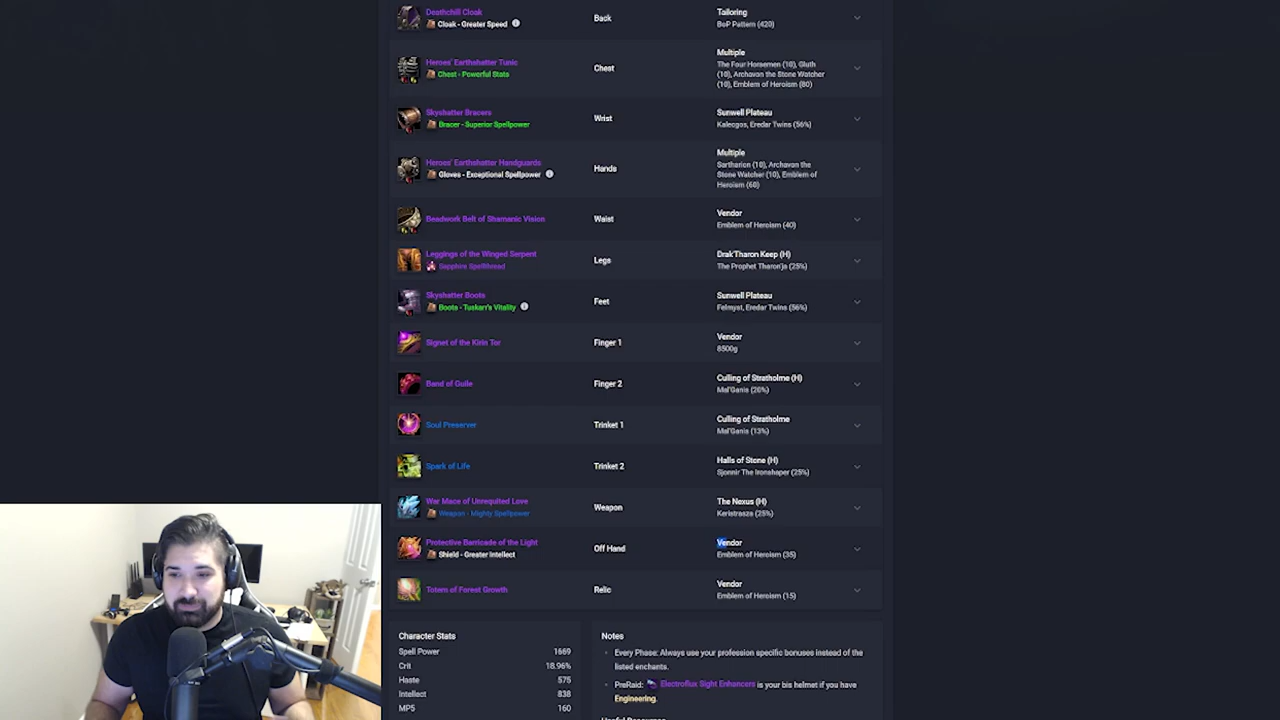 Deathchill Cloak
Cloak - Greater Speed
Back
Tailoring
BoP Pattern (420)
Heroes' Earthshatter Tunic
Chest - Powerful Stats
Chest
Multiple
The Four Horsemen (10), Gluth
(10), Archavon the Stone Watcher
(10), Emblem of Heroism (80)
Skyshatter Bracers
Bracer - Superior Spellpower
Wrist
Sunwell Plateau
Kalecgos, Eredar Twins (56%)
Heroes' Earthshatter Handguards
Gloves - Exceptional Spellpower
Hands
Multiple
Sartharion (10), Archavon the
Stone Watcher (10), Emblem of
Heroism (60)
Beadwork Belt of Shamanic Vision
Waist
Vendor
Emblem of Heroism (40)
Leggings of the Winged Serpent
Sapphire Spellthread
Legs
Drak'Tharon Keep (H)
The Prophet Tharon'ja (25%)
Skyshatter Boots
Boots - Tuskarr's Vitality
Feet
Sunwell Plateau
Felmyst, Eredar Twins (56%)
Signet of the Kirin Tor
Finger 1
Vendor
8500g
Band of Guile
Finger 2
Culling of Stratholme (H)
Mal'Ganis (20%)
Soul Preserver
Trinket 1
Culling of Stratholme
Mal'Ganis (13%)
Spark of Life
Trinket 2
Halls of Stone (H)
Sjonnir The Ironshaper (25%)
War Mace of Unrequited Love
Weapon - Mighty Spellpower
Weapon
The Nexus (H)
Keristrasza (25%)
Protective Barricade of the Light
Shield - Greater Intellect
Off Hand
Vendor
Emblem of Heroism (35)
Totem of Forest Growth
Relic
Vendor
Emblem of Heroism (15)
Character Stats
Spell Power 1669
Crit 18.96%
Haste 575
Intellect 838
MP5 160
Notes
Every Phase: Always use your profession specific bonuses instead of the
listed enchants.
PreRaid: Electroflux Sight Enhancers is your bis helmet if you have
Engineering.